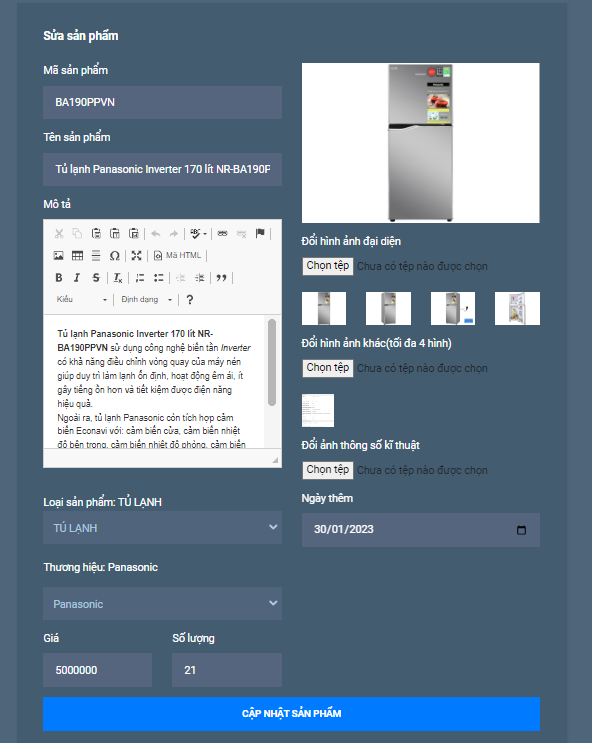 Sửa sản phẩm
Mã sản phẩm
BA190PPVN
Tên sản phẩm
Tủ lạnh Panasonic Inverter 170 lít NR-BA190P
Mô tả
Mã HTML
Kiểu
Định dạng
Tủ lạnh Panasonic Inverter 170 lít NR-
BA190PPVN sử dụng công nghệ biến tần Inverter
có khả năng điều chỉnh vòng quay của máy nén
giúp duy trì làm lạnh ổn định, hoạt động êm ái, ít
gây tiếng ồn hơn và tiết kiệm được điện năng
hiệu quả.
Ngoài ra, tủ lạnh Panasonic còn tích hợp cảm
biến Econavi với: cảm biến cửa, cảm biến nhiệt
độ bên trong, cảm biến nhiệt độ phòng, cảm biến
Loại sản phẩm: TỦ LẠNH
TỦ LẠNH
Thương hiệu: Panasonic
Panasonic
Giá
Số lượng
5000000
21
Đổi hình ảnh đại diện
Chọn tệp Chưa có tệp nào được chọn
Đổi hình ảnh khác(tối đa 4 hình)
Chọn tệp Chưa có tệp nào được chọn
Đổi ảnh thông số kĩ thuật
Chọn tệp Chưa có tệp nào được chọn
Ngày thêm
30/01/2023
CẬP NHẬT SẢN PHẨM